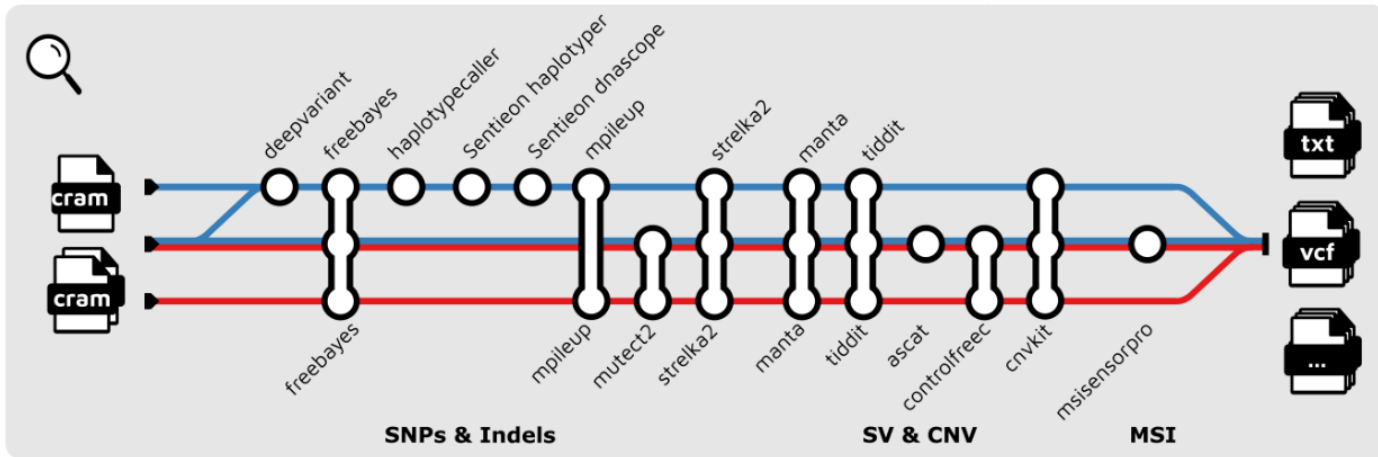 deepvariant
freebayes
haplotypecaller
Sentieon haplotyper
Sentieon dnascope
mpileup
strelka2
manta
tiddit
cram
cram
txt
vcf
...
freebayes
mpileup
mutect2
strelka2
manta
tiddit
ascat
controlfreec
cnvkit
msisensorpro
SNPs & Indels
SV & CNV
MSI